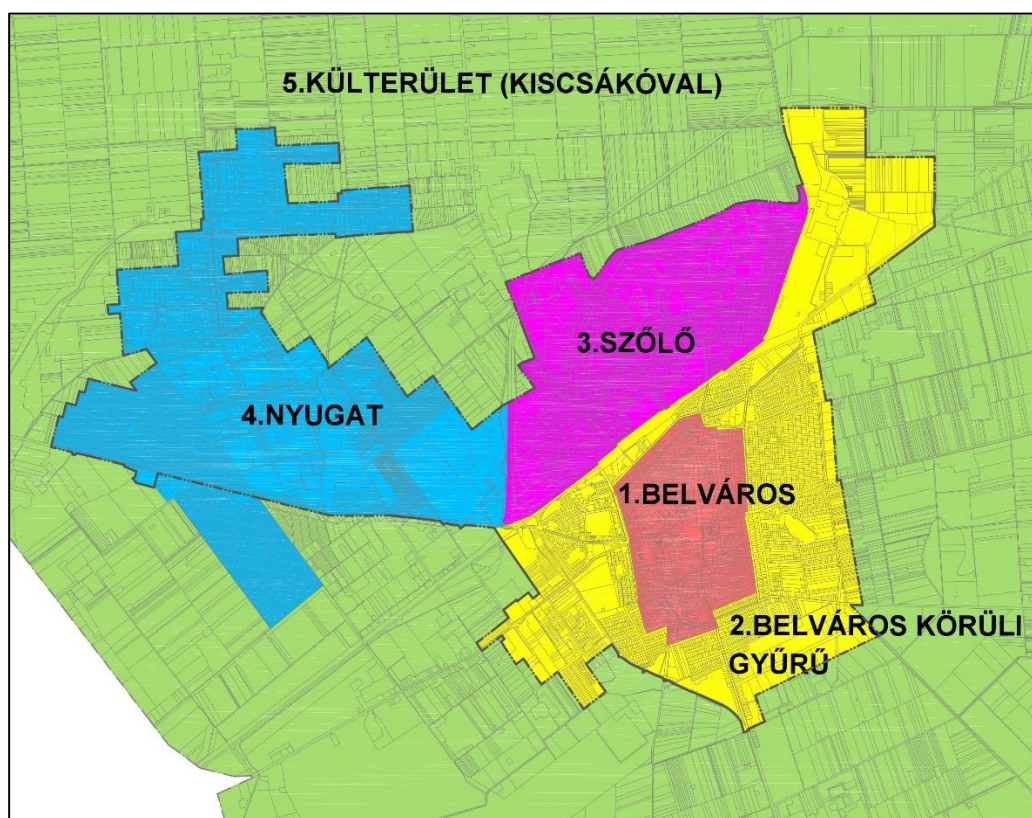 5.KÜLTERÜLET (KISCSÁKÓVAL)
3.SZŐLŐ
4.NYUGAT
1.BELVÁROS
2.BELVÁROS KÖRÜLI
GYŰRŰ